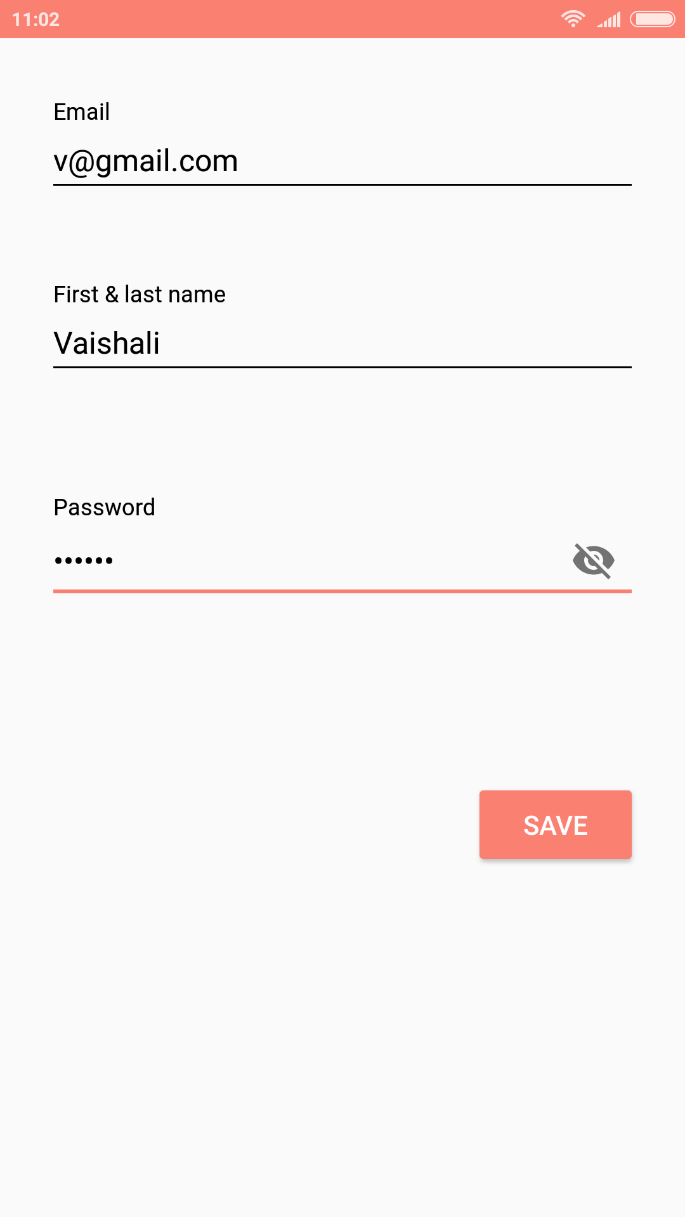 11:02
Email
v@gmail.com
First & last name
Vaishali
Password
••••••
SAVE